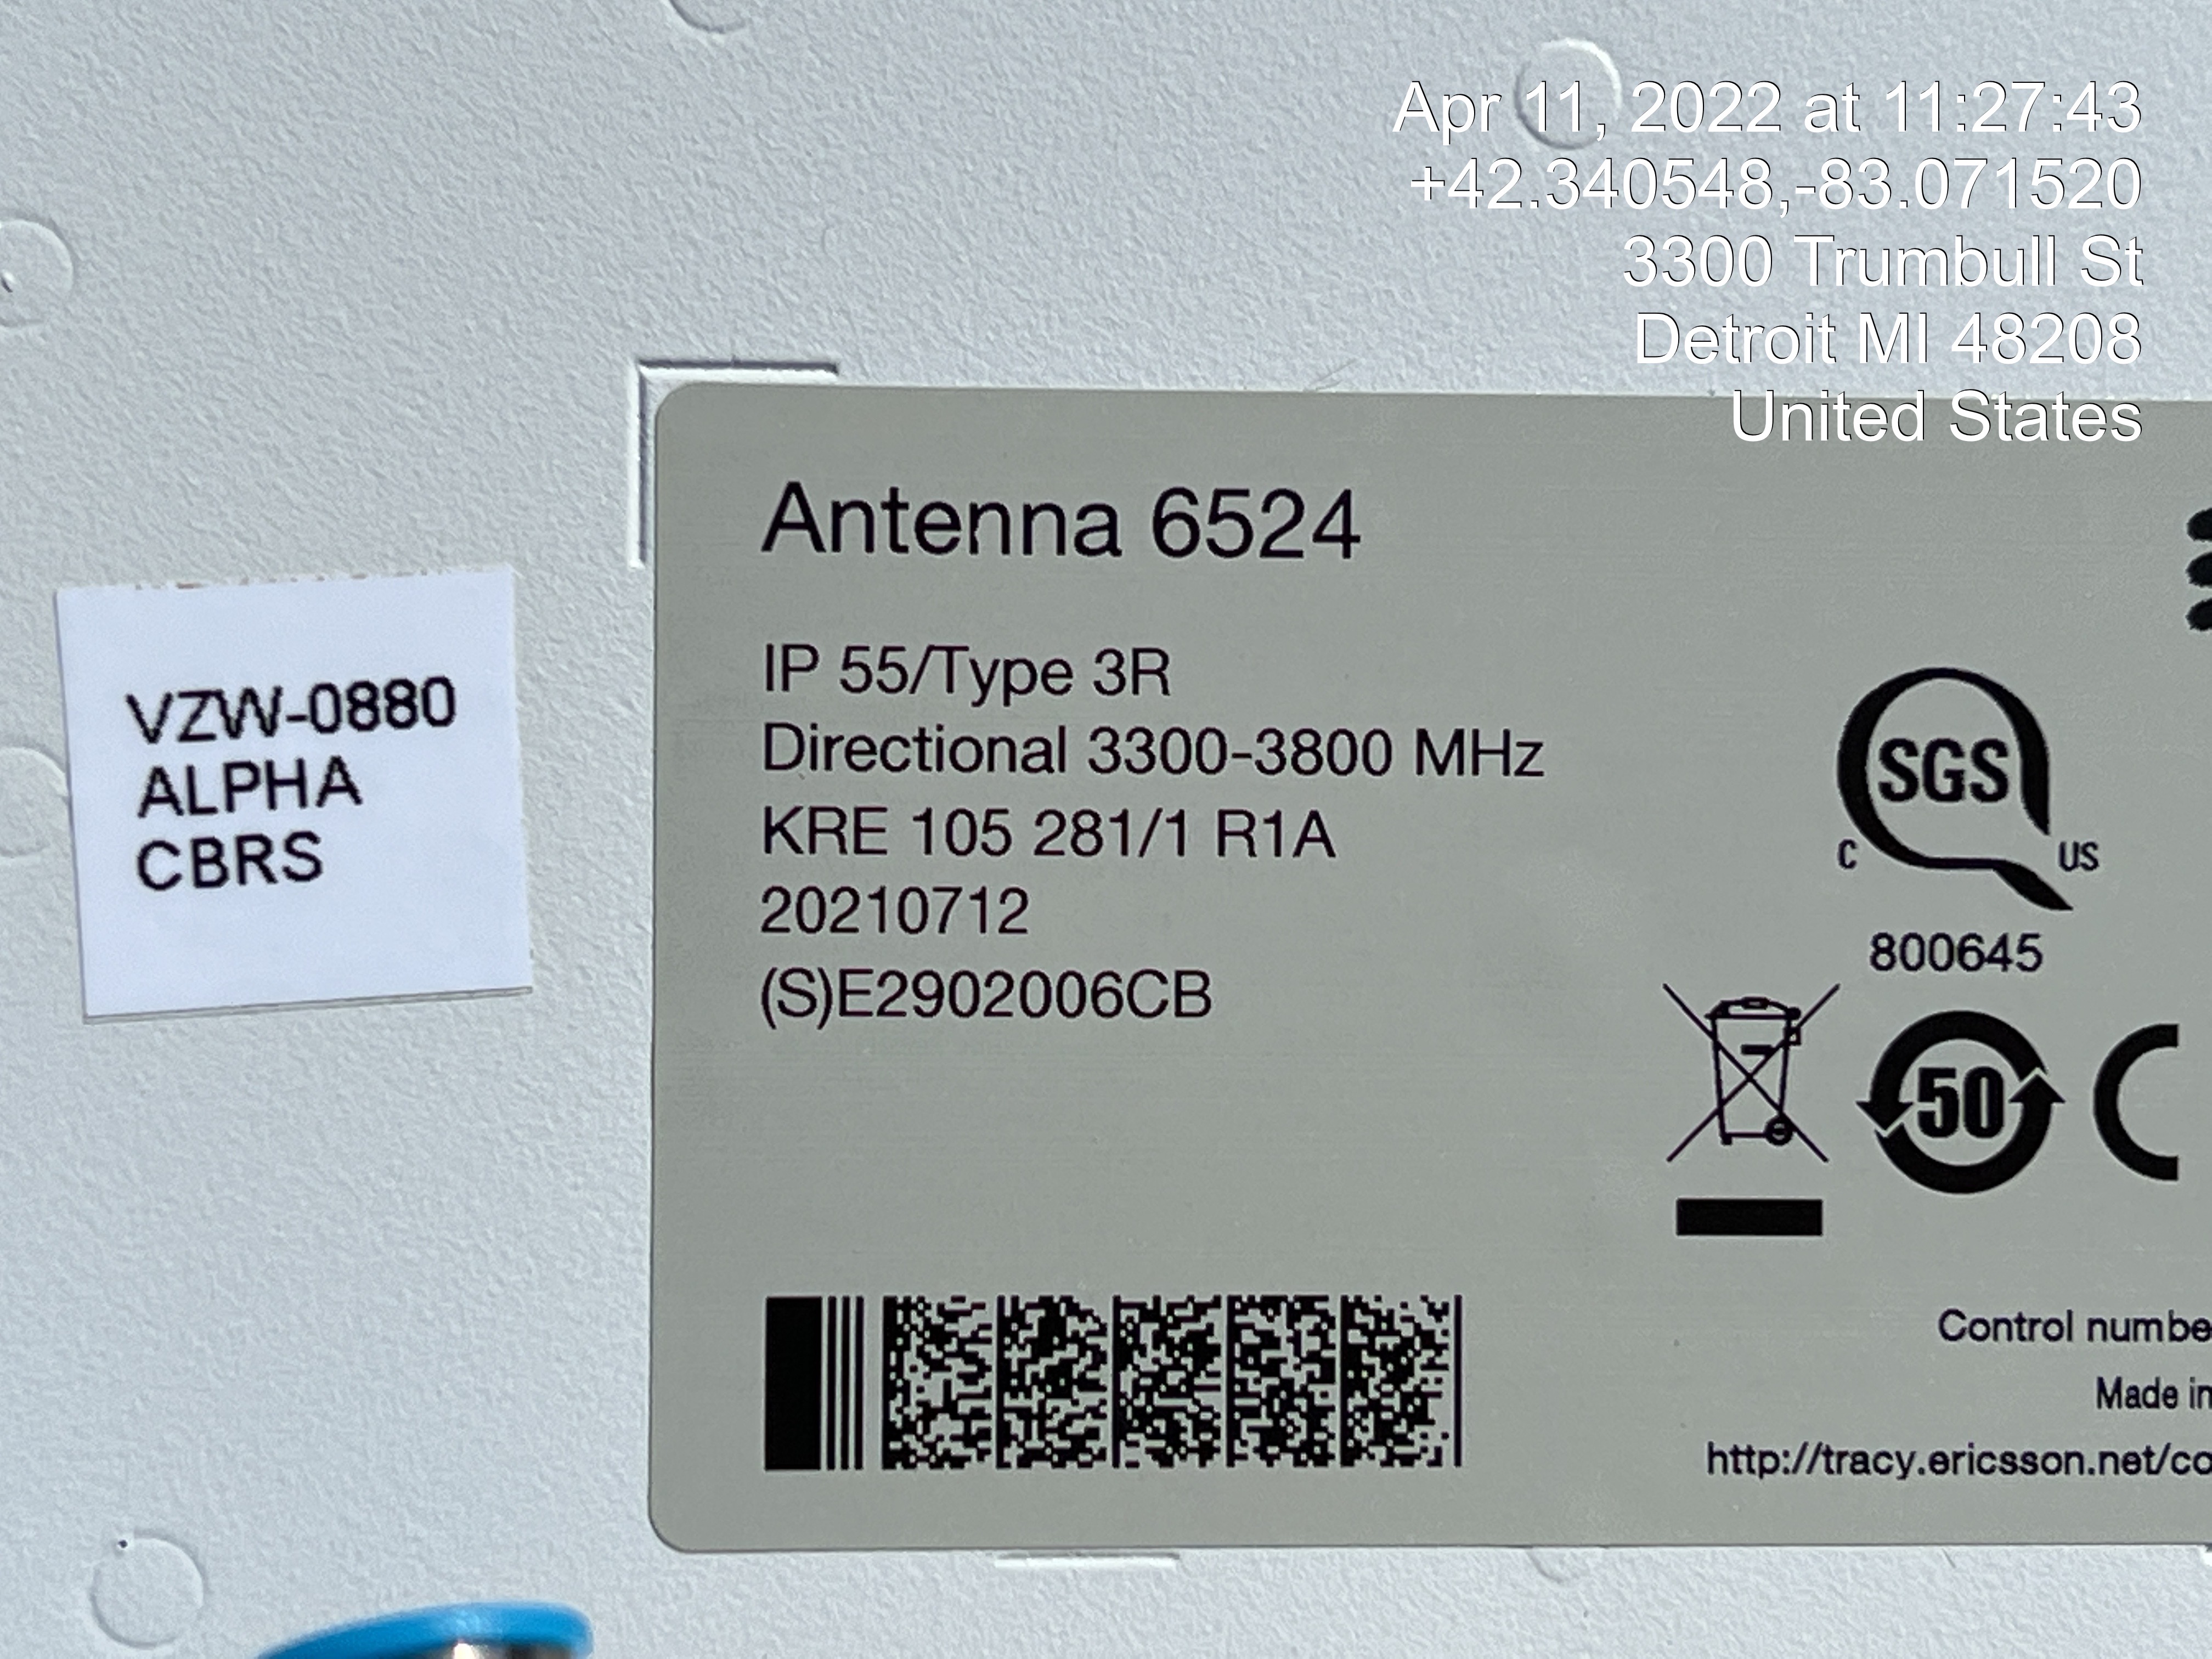 Apr 11, 2022 at 11:27:43
+42.340548,-83.071520
3300 Trumbull St
Detroit MI 48208
United States
Antenna 6524
IP 55/Type 3R
Directional 3300-3800 MHz
KRE 105 281/1 R1A
20210712
(S)E2902006CB
VZW-0880
ALPHA
CBRS
SGS
C US
800645
50
Control numbe
Made in
http://tracy.ericsson.net/co